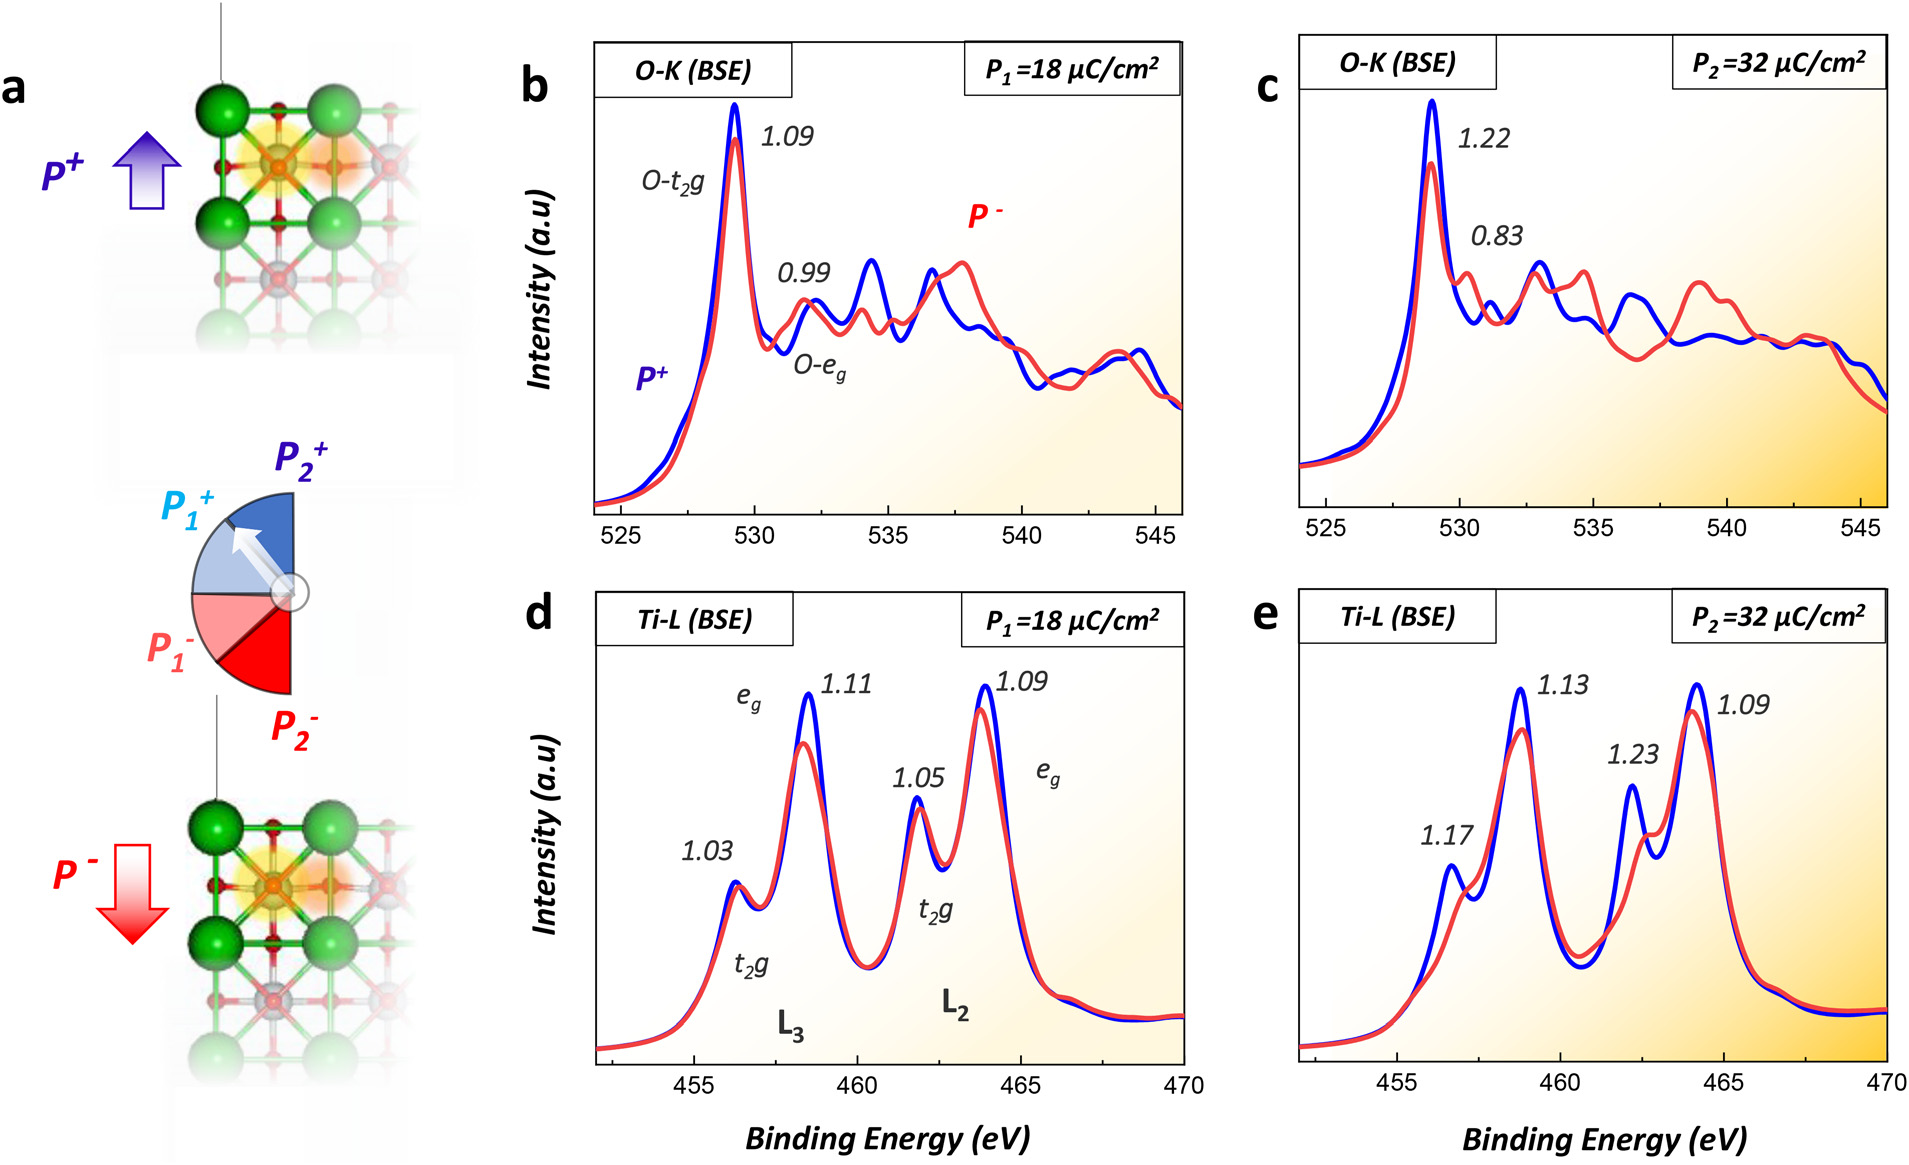 a
P+
P2+
P1+
P1-
P2-
P -
b
O-K (BSE)
P1 =18 μC/cm2
1.09
O-t2g
P -
0.99
O-eg
P+
Intensity (a.u)
525 530 535 540 545
c
O-K (BSE)
P2 =32 μC/cm2
1.22
0.83
525 530 535 540 545
d
Ti-L (BSE)
P1 =18 μC/cm2
eg
1.11
1.09
1.05
eg
1.03
t2g
t2g
L2
L3
Intensity (a.u)
455 460 465 470
Binding Energy (eV)
e
Ti-L (BSE)
P2 =32 μC/cm2
1.13
1.09
1.23
1.17
455 460 465 470
Binding Energy (eV)